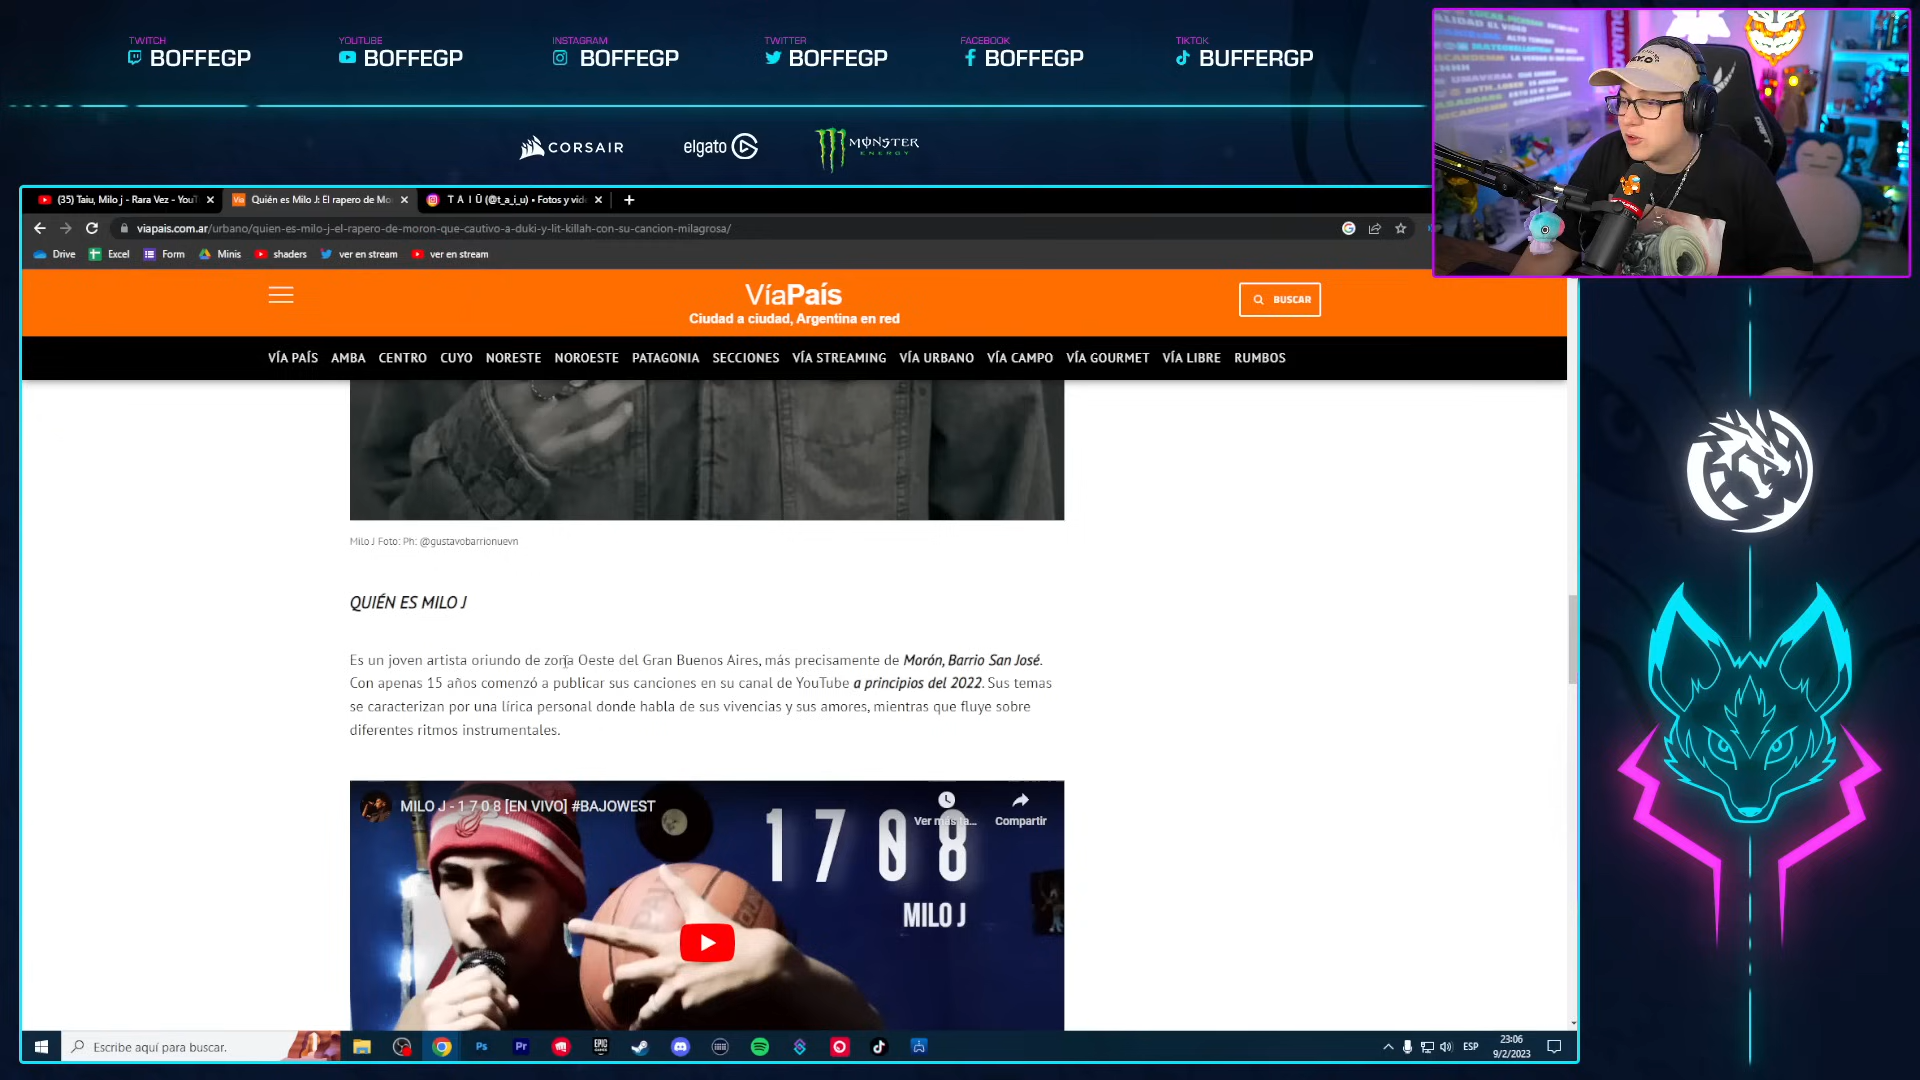 TWITCH
BOFFEGP
YOUTUBE
BOFFEGP
INSTAGRAM
BOFFEGP
TWITTER
BOFFEGP
FACEBOOK
BOFFEGP
TIKTOK
BUFFERGP
CORSAIR
elgato
MONSTER
ENERGY
(35) Taiu, Milo j - Rara Vez - YouT
Quién es Milo J: El rapero de Mo
T A I Ü (@t_a_i_u) • Fotos y vide
viapais.com.ar/urbano/quien-es-milo-j-el-rapero-de-moron-que-cautivo-a-duki-y-lit-killah-con-su-cancion-milagrosa/
Drive
Excel
Form
Minis
shaders
ver en stream
ver en stream
VíaPaís
Ciudad a ciudad, Argentina en red
BUSCAR
VÍA PAÍS AMBA CENTRO CUYO NORESTE NOROESTE PATAGONIA SECCIONES VÍA STREAMING VÍA URBANO VÍA CAMPO VÍA GOURMET VÍA LIBRE RUMBOS
Milo J Foto: Ph: @gustavobarrionuevn
QUIÉN ES MILO J
Es un joven artista oriundo de zona Oeste del Gran Buenos Aires, más precisamente de Morón, Barrio San José.
Con apenas 15 años comenzó a publicar sus canciones en su canal de YouTube a principios del 2022. Sus temas
se caracterizan por una lírica personal donde habla de sus vivencias y sus amores, mientras que fluye sobre
diferentes ritmos instrumentales.
MILO J - 1 7 0 8 [EN VIVO] #BAJOWEST
Ver más ta...
Compartir
1708
MILO J
Escribe aquí para buscar.
Ps
Pr
EPIC
ESP
23:06
9/2/2023